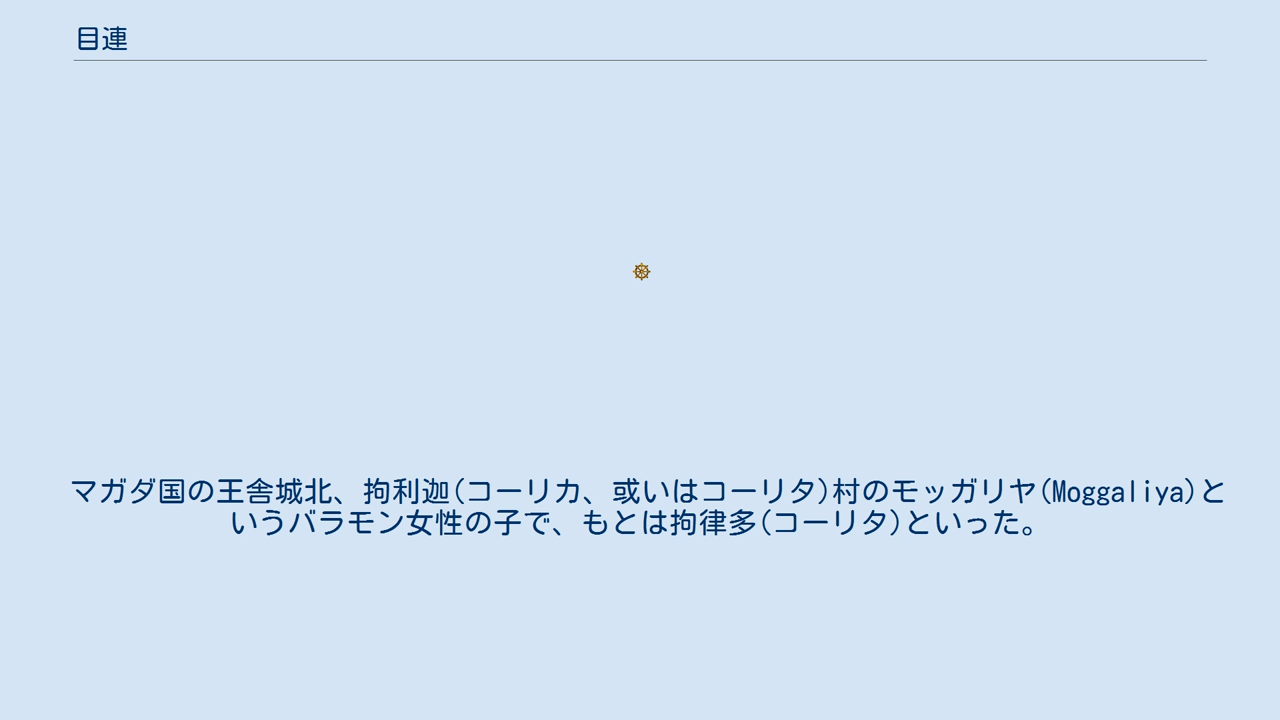 目連
マガダ国の王舎城北、拘利迦(コーリカ、或いはコーリタ)村のモッガリヤ(Moggaliya)と
いうバラモン女性の子で、もとは拘律多(コーリタ)といった。